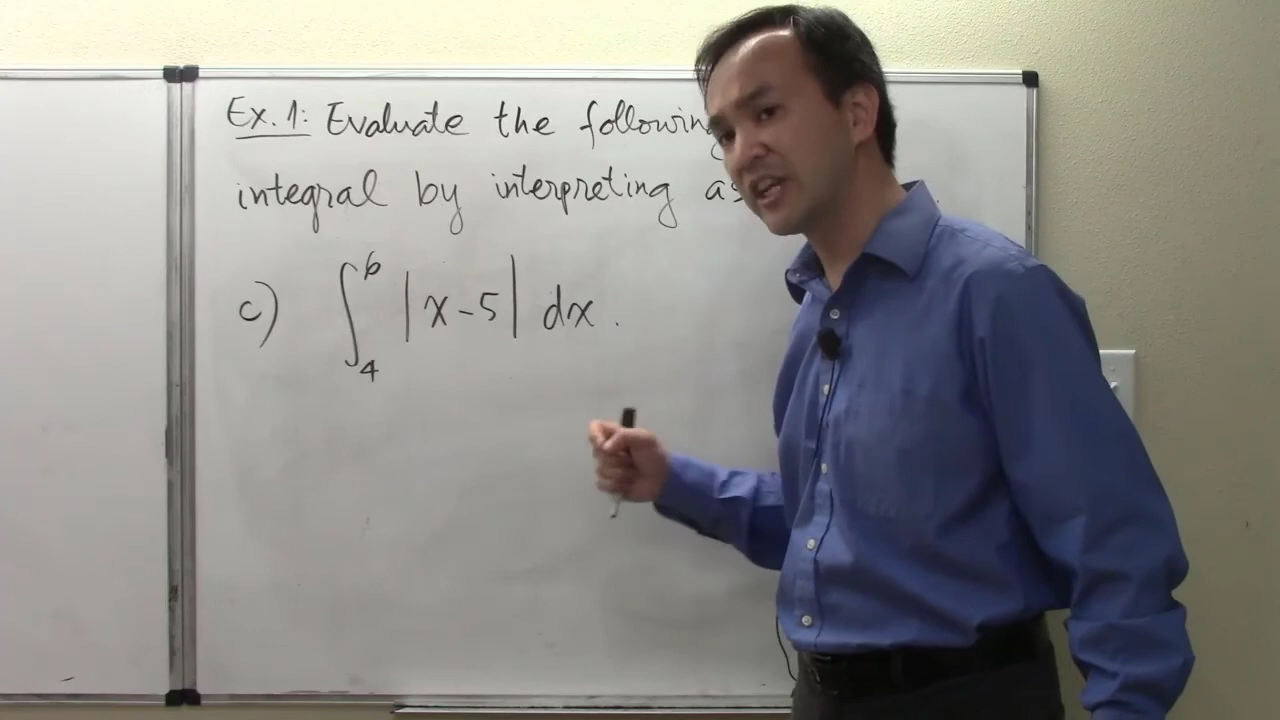 Ex. 1: Evaluate the following
integral by interpreting as
c) ∫₄⁶ |x-5| dx.